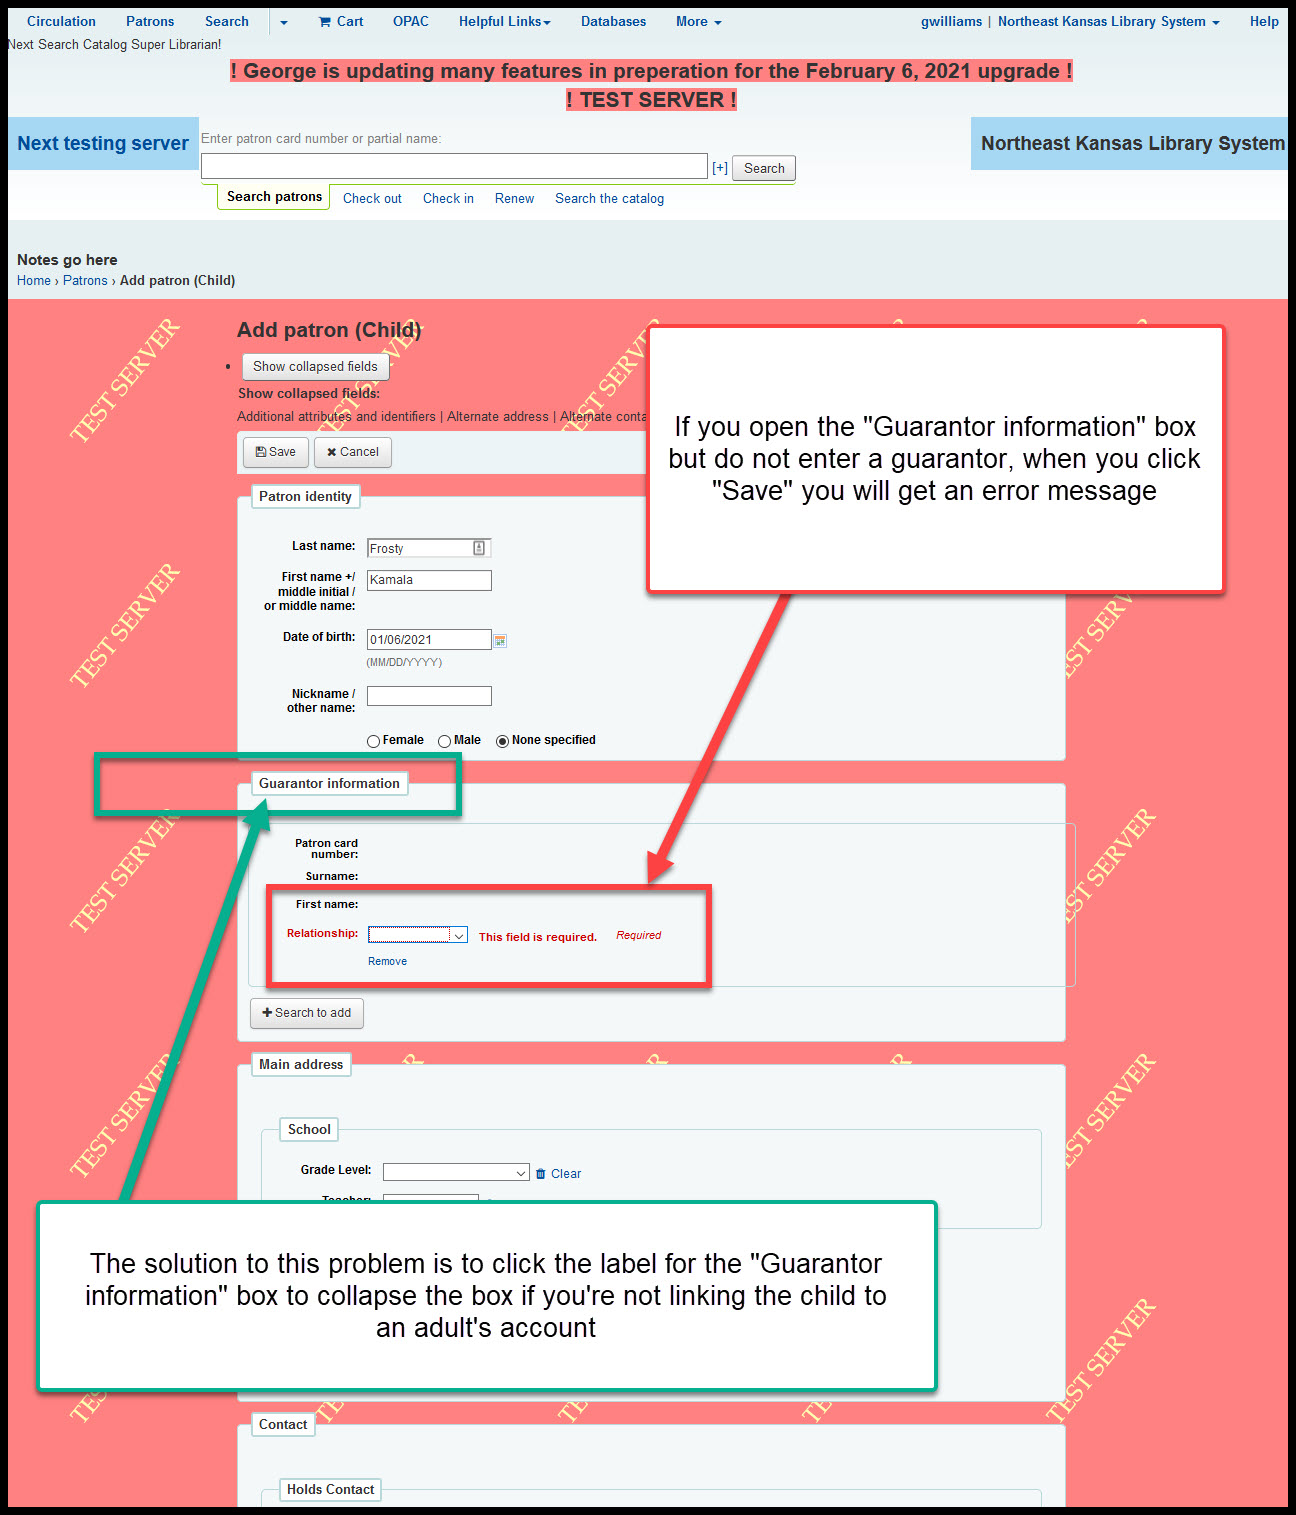 Circulation Patrons Search Cart OPAC Helpful Links Databases More gwilliams | Northeast Kansas Library System Help
Next Search Catalog Super Librarian!
! George is updating many features in preperation for the February 6, 2021 upgrade !
! TEST SERVER !
Next testing server
Enter patron card number or partial name:
[+] Search
Northeast Kansas Library System
Search patrons Check out Check in Renew Search the catalog
Notes go here
Home › Patrons › Add patron (Child)
Add patron (Child)
Show collapsed fields
Show collapsed fields:
Additional attributes and identifiers | Alternate address | Alternate
Save Cancel
If you open the "Guarantor information" box
but do not enter a guarantor, when you click
"Save" you will get an error message
Patron identity
Last name: Frosty
First name +/
middle initial /
or middle name:
Kamala
Date of birth: 01/06/2021
(MM/DD/YYYY)
Nickname /
other name:
Female Male None specified
Guarantor information
Patron card
number:
Surname:
First name:
Relationship: This field is required. Required
Remove
+ Search to add
Main address
School
Grade Level: Clear
Teacher:
The solution to this problem is to click the label for the "Guarantor
information" box to collapse the box if you're not linking the child to
an adult's account
Contact
Holds Contact
TEST SERVER
TEST SERVER
TEST SERVER
TEST SERVER
TEST SERVER
TEST SERVER
TEST SERVER